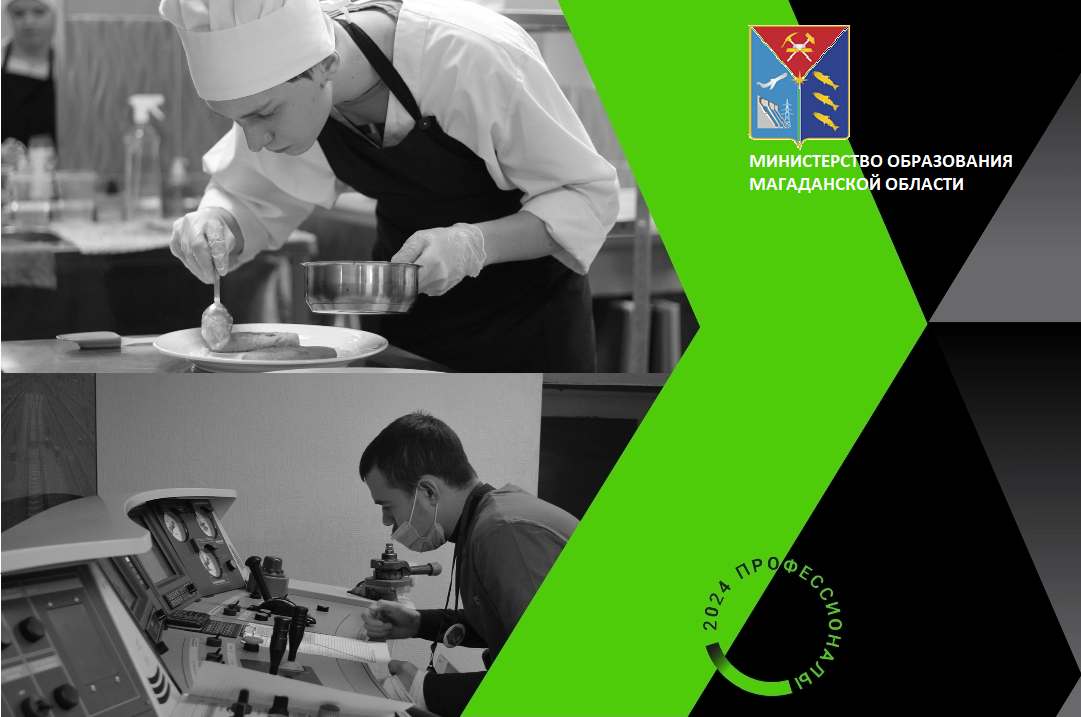 МИНИСТЕРСТВО ОБРАЗОВАНИЯ
МАГАДАНСКОЙ ОБЛАСТИ
2024 ПРОФЕССИОНАЛЫ